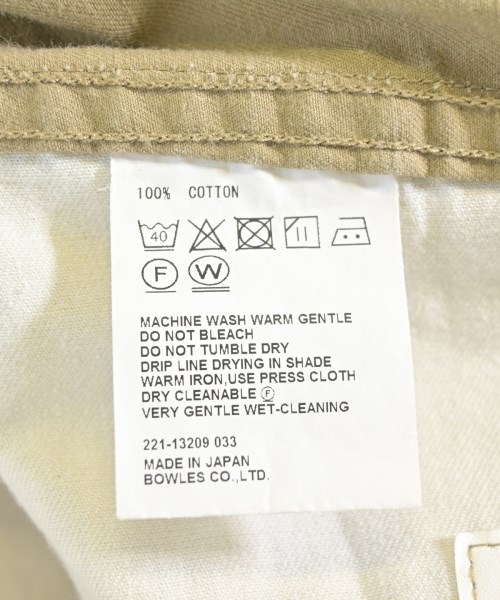 100% COTTON
40
F W
MACHINE WASH WARM GENTLE
DO NOT BLEACH
DO NOT TUMBLE DRY
DRIP LINE DRYING IN SHADE
WARM IRON,USE PRESS CLOTH
DRY CLEANABLE Ⓕ
VERY GENTLE WET-CLEANING
221-13209 033
MADE IN JAPAN
BOWLES CO.,LTD.